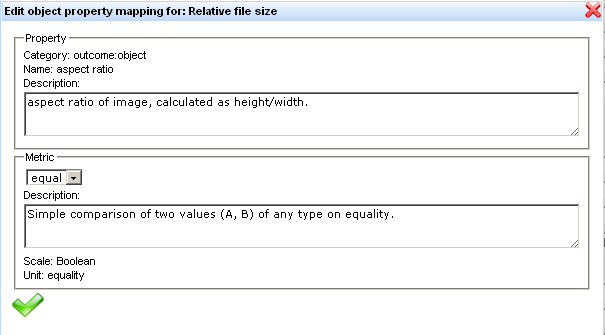 Edit object property mapping for: Relative file size
Property
Category: outcome:object
Name: aspect ratio
Description:
aspect ratio of image, calculated as height/width.
Metric
equal
Description:
Simple comparison of two values (A, B) of any type on equality.
Scale: Boolean
Unit: equality